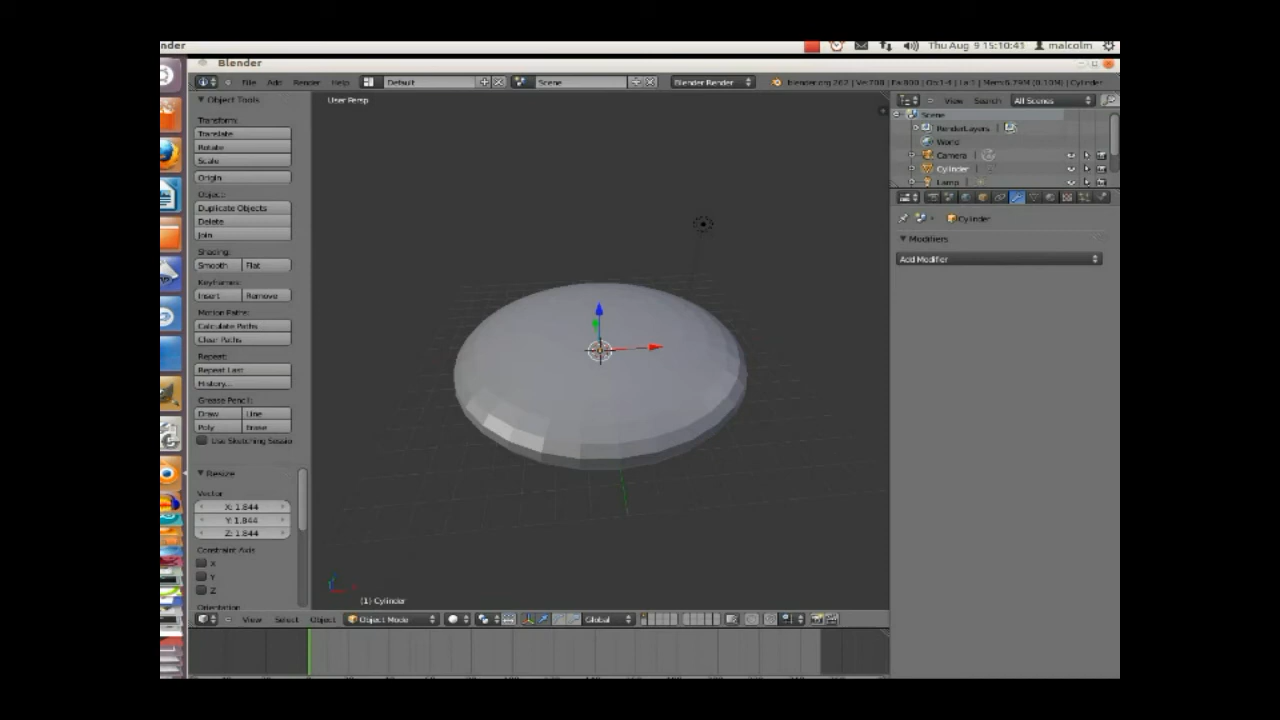 nder
Thu Aug 9 15:10:41 malcolm
Blender
File Add Render Help Default Scene Blender Render
Object Tools
User Persp
View Search All Scenes
Transform:
Scene
Translate
RenderLayers
Rotate
World
Scale
Camera
Origin
Cylinder
Lamp
Object:
Duplicate Objects
Delete
Cylinder
Join
Modifiers
Shading:
Add Modifier
Smooth Flat
Keyframes:
Insert Remove
Motion Paths:
Calculate Paths
Clear Paths
Repeat:
Repeat Last
History...
Grease Pencil:
Draw Line
Poly Erase
Use Sketching Sessio
Resize
Vector
X: 1.844
Y: 1.844
Z: 1.844
Constraint Axis
X
Y
Z
(1) Cylinder
Orientation
View Select Object Object Mode Global